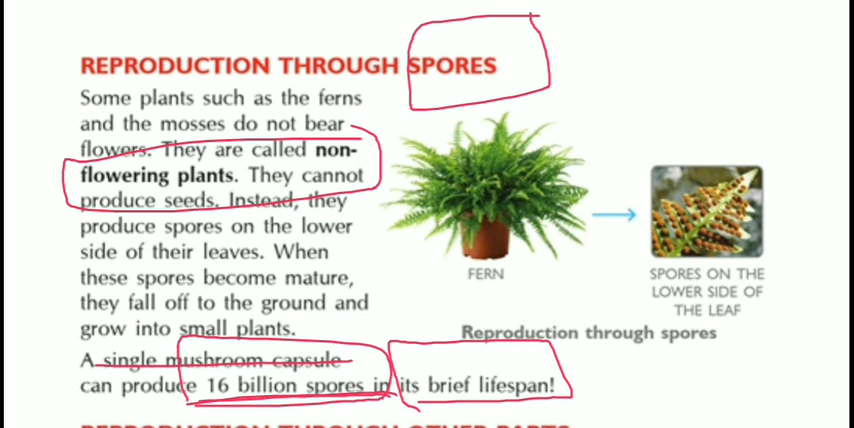 REPRODUCTION THROUGH SPORES
Some plants such as the ferns
and the mosses do not bear
flowers. They are called non-
flowering plants. They cannot
produce seeds. Instead, they
produce spores on the lower
side of their leaves. When
these spores become mature,
they fall off to the ground and
grow into small plants.
A single mushroom capsule
can produce 16 billion spores in its brief lifespan!
FERN
SPORES ON THE
LOWER SIDE OF
THE LEAF
Reproduction through spores
REPRODUCTION THROUGH OTHER PARTS